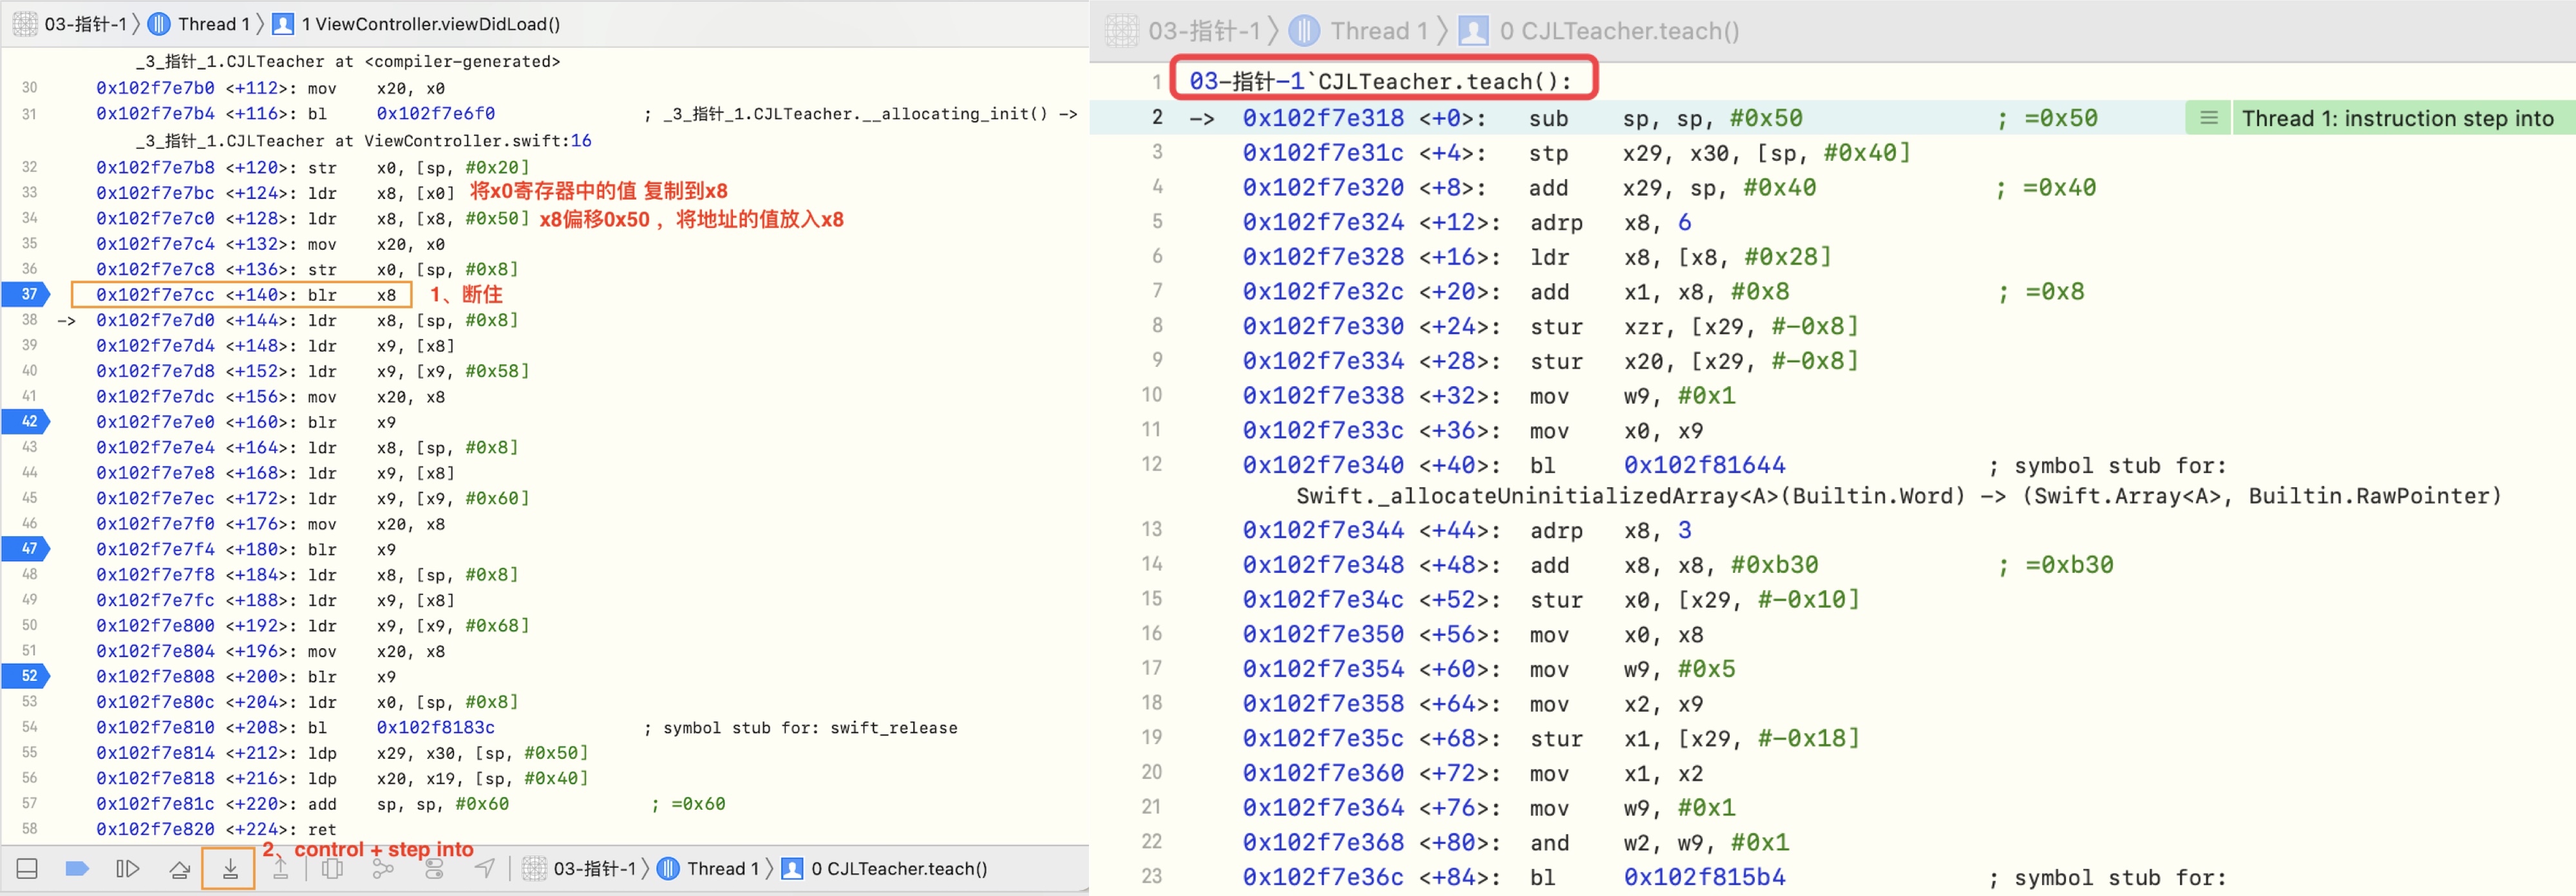 03-指针-1 〉 Thread 1 〉 1 ViewController.viewDidLoad()
_3_指针_1.CJLTeacher at <compiler-generated>
30 0x102f7e7b0 <+112>: mov x20, x0
31 0x102f7e7b4 <+116>: bl 0x102f7e6f0 ; _3_指针_1.CJLTeacher.__allocating_init() ->
_3_指针_1.CJLTeacher at ViewController.swift:16
32 0x102f7e7b8 <+120>: str x0, [sp, #0x20]
33 0x102f7e7bc <+124>: ldr x8, [x0] 将x0寄存器中的值 复制到x8
34 0x102f7e7c0 <+128>: ldr x8, [x8, #0x50] x8偏移0x50 ，将地址的值放入x8
35 0x102f7e7c4 <+132>: mov x20, x0
36 0x102f7e7c8 <+136>: str x0, [sp, #0x8]
37 0x102f7e7cc <+140>: blr x8 1、断住
38 -> 0x102f7e7d0 <+144>: ldr x8, [sp, #0x8]
39 0x102f7e7d4 <+148>: ldr x9, [x8]
40 0x102f7e7d8 <+152>: ldr x9, [x9, #0x58]
41 0x102f7e7dc <+156>: mov x20, x8
42 0x102f7e7e0 <+160>: blr x9
43 0x102f7e7e4 <+164>: ldr x8, [sp, #0x8]
44 0x102f7e7e8 <+168>: ldr x9, [x8]
45 0x102f7e7ec <+172>: ldr x9, [x9, #0x60]
46 0x102f7e7f0 <+176>: mov x20, x8
47 0x102f7e7f4 <+180>: blr x9
48 0x102f7e7f8 <+184>: ldr x8, [sp, #0x8]
49 0x102f7e7fc <+188>: ldr x9, [x8]
50 0x102f7e800 <+192>: ldr x9, [x9, #0x68]
51 0x102f7e804 <+196>: mov x20, x8
52 0x102f7e808 <+200>: blr x9
53 0x102f7e80c <+204>: ldr x0, [sp, #0x8]
54 0x102f7e810 <+208>: bl 0x102f8183c ; symbol stub for: swift_release
55 0x102f7e814 <+212>: ldp x29, x30, [sp, #0x50]
56 0x102f7e818 <+216>: ldp x20, x19, [sp, #0x40]
57 0x102f7e81c <+220>: add sp, sp, #0x60 ; =0x60
58 0x102f7e820 <+224>: ret
2、control + step into
03-指针-1 〉 Thread 1 〉 0 CJLTeacher.teach()
03-指针-1 〉 Thread 1 〉 0 CJLTeacher.teach()
1 03-指针-1`CJLTeacher.teach():
2 -> 0x102f7e318 <+0>: sub sp, sp, #0x50 ; =0x50 Thread 1: instruction step into
3 0x102f7e31c <+4>: stp x29, x30, [sp, #0x40]
4 0x102f7e320 <+8>: add x29, sp, #0x40 ; =0x40
5 0x102f7e324 <+12>: adrp x8, 6
6 0x102f7e328 <+16>: ldr x8, [x8, #0x28]
7 0x102f7e32c <+20>: add x1, x8, #0x8 ; =0x8
8 0x102f7e330 <+24>: stur xzr, [x29, #-0x8]
9 0x102f7e334 <+28>: stur x20, [x29, #-0x8]
10 0x102f7e338 <+32>: mov w9, #0x1
11 0x102f7e33c <+36>: mov x0, x9
12 0x102f7e340 <+40>: bl 0x102f81644 ; symbol stub for:
Swift._allocateUninitializedArray<A>(Builtin.Word) -> (Swift.Array<A>, Builtin.RawPointer)
13 0x102f7e344 <+44>: adrp x8, 3
14 0x102f7e348 <+48>: add x8, x8, #0xb30 ; =0xb30
15 0x102f7e34c <+52>: stur x0, [x29, #-0x10]
16 0x102f7e350 <+56>: mov x0, x8
17 0x102f7e354 <+60>: mov w9, #0x5
18 0x102f7e358 <+64>: mov x2, x9
19 0x102f7e35c <+68>: stur x1, [x29, #-0x18]
20 0x102f7e360 <+72>: mov x1, x2
21 0x102f7e364 <+76>: mov w9, #0x1
22 0x102f7e368 <+80>: and w2, w9, #0x1
23 0x102f7e36c <+84>: bl 0x102f815b4 ; symbol stub for: